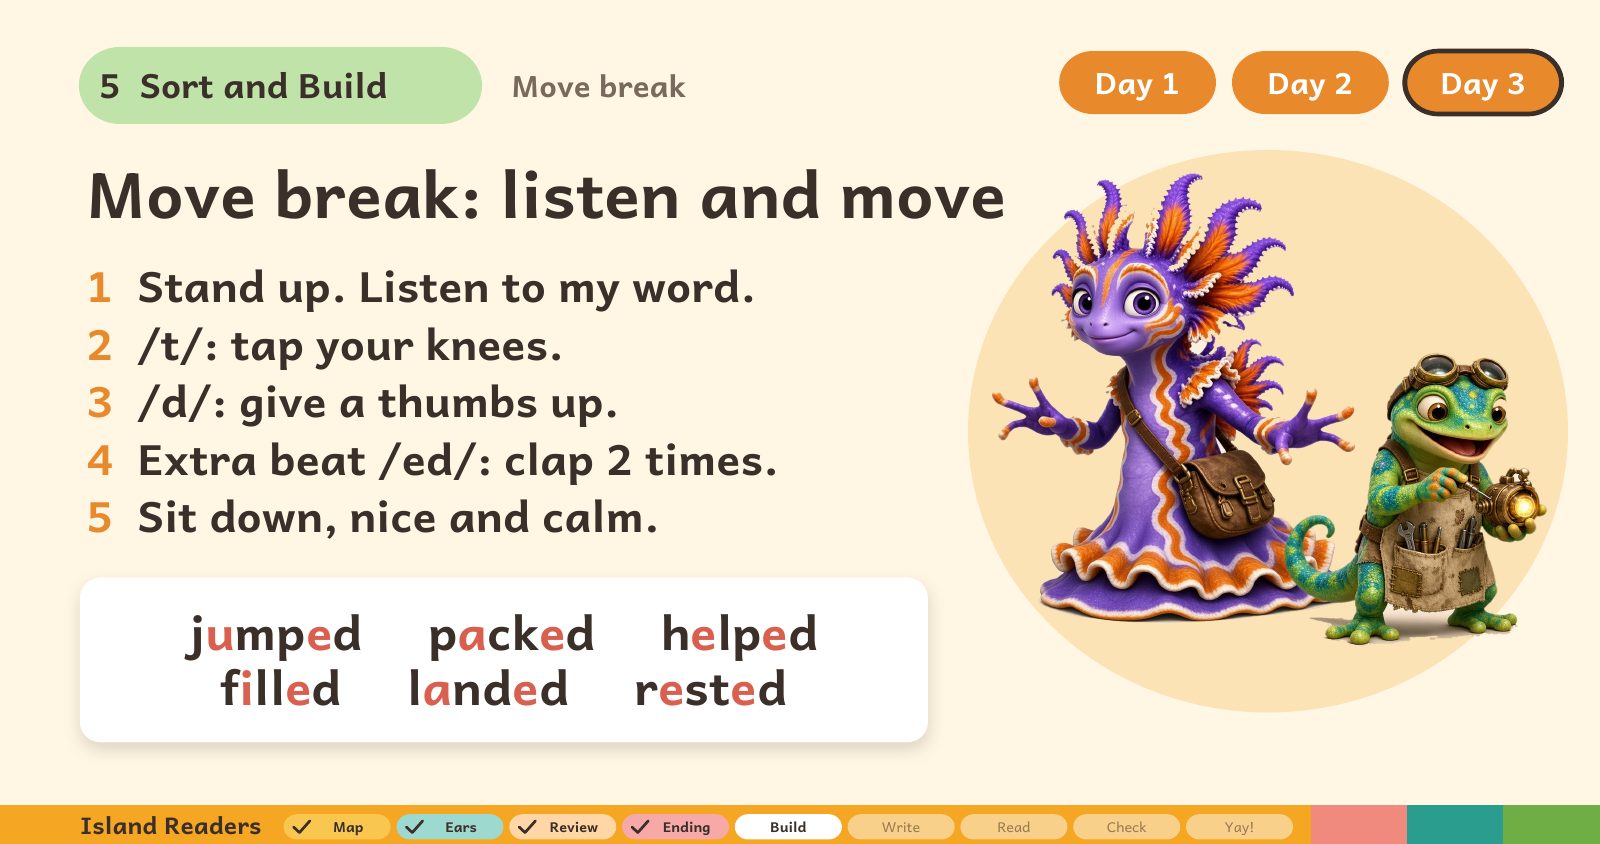 5 Sort and Build
Move break
Day 1
Day 2
Day 3
Move break: listen and move
1 Stand up. Listen to my word.
2 /t/: tap your knees.
3 /d/: give a thumbs up.
4 Extra beat /ed/: clap 2 times.
5 Sit down, nice and calm.
jumped packed helped
filled landed rested
Island Readers Map Ears Review Ending Build Write Read Check Yay!